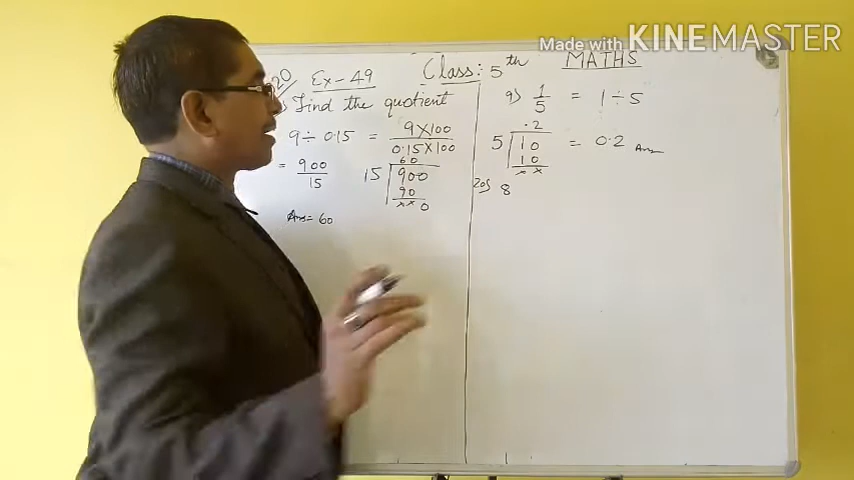 Made with KINEMASTER
20 Ex-49 Class: 5th MATHS
Find the quotient
9 ÷ 0.15 = 9×100
0.15×100
= 900
15
60
15 900
90
×× 0
Ans = 60
9) 1/5 = 1 ÷ 5
.2
5 10 = 0.2 Ans
10
× ×
20) 8